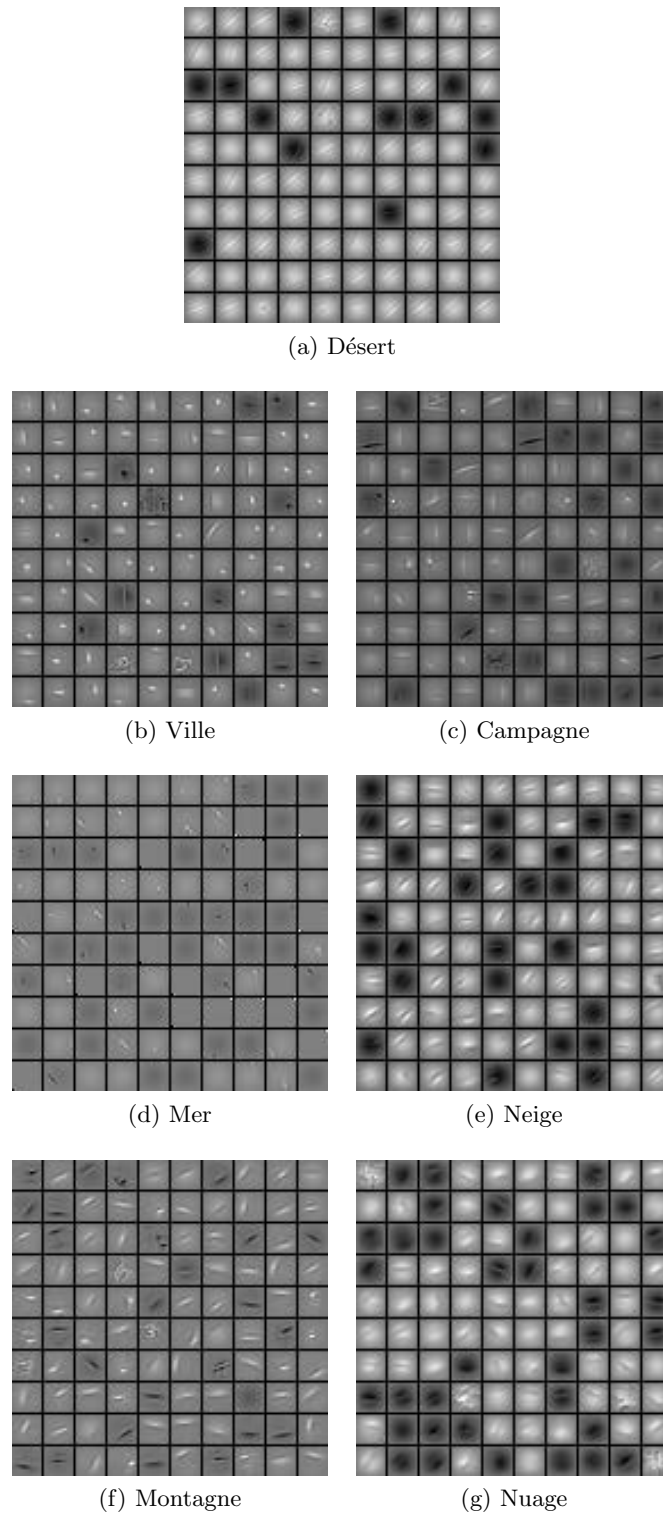 (a) Désert
(b) Ville
(c) Campagne
(d) Mer
(e) Neige
(f) Montagne
(g) Nuage